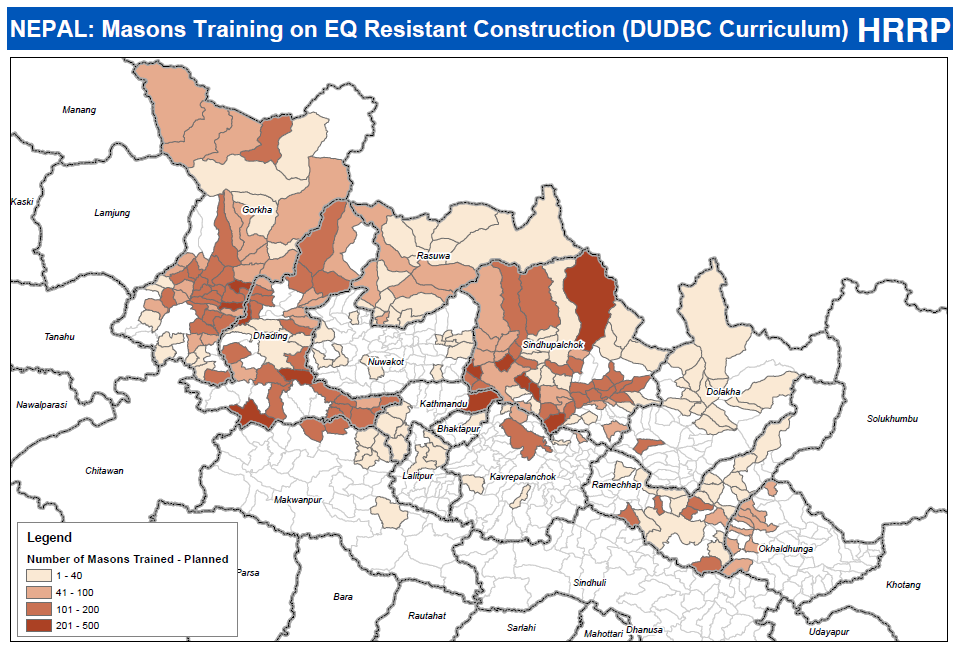 NEPAL: Masons Training on EQ Resistant Construction (DUDBC Curriculum) HRRP
Manang
Kaski
Lamjung
Gorkha
Rasuwa
Tanahu
Dhading
Sindhupalchok
Nuwakot
Dolakha
Nawalparasi
Kathmandu
Solukhumbu
Bhaktapur
Chitawan
Lalitpur
Kavrepalanchok
Ramechhap
Makwanpur
Okhaldhunga
Parsa
Sindhuli
Khotang
Bara
Rautahat
Sarlahi
Mahottari
Dhanusa
Udayapur
Legend
Number of Masons Trained - Planned
1 - 40
41 - 100
101 - 200
201 - 500